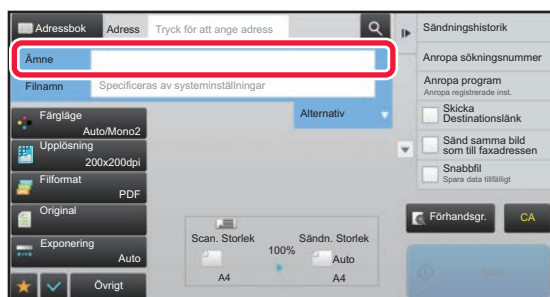 Adressbok
Adress
Tryck för att ange adress
Ämne
Filnamn
Specificeras av systeminställningar
Alternativ
Färgläge
Auto/Mono2
Upplösning
200x200dpi
Filformat
PDF
Original
Exponering
Auto
Övrigt
Scan. Storlek
A4
100%
Sändn. Storlek
Auto
A4
Sändningshistorik
Anropa sökningsnummer
Anropa program
Anropa registrerade inst.
Skicka
Destinationslänk
Sänd samma bild
som till faxadressen
Snabbfil
Spara data tillfälligt
Förhandsgr.
CA
Start